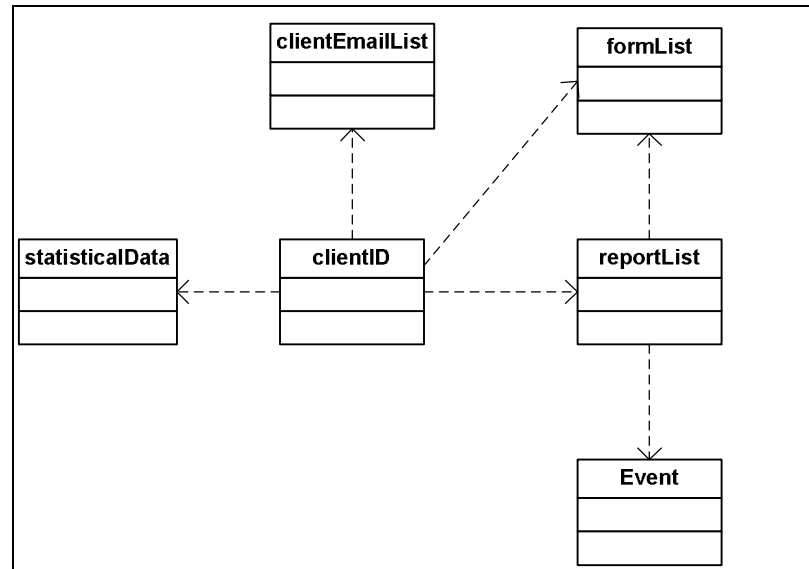 clientEmailList
formList
statisticalData
clientID
reportList
Event